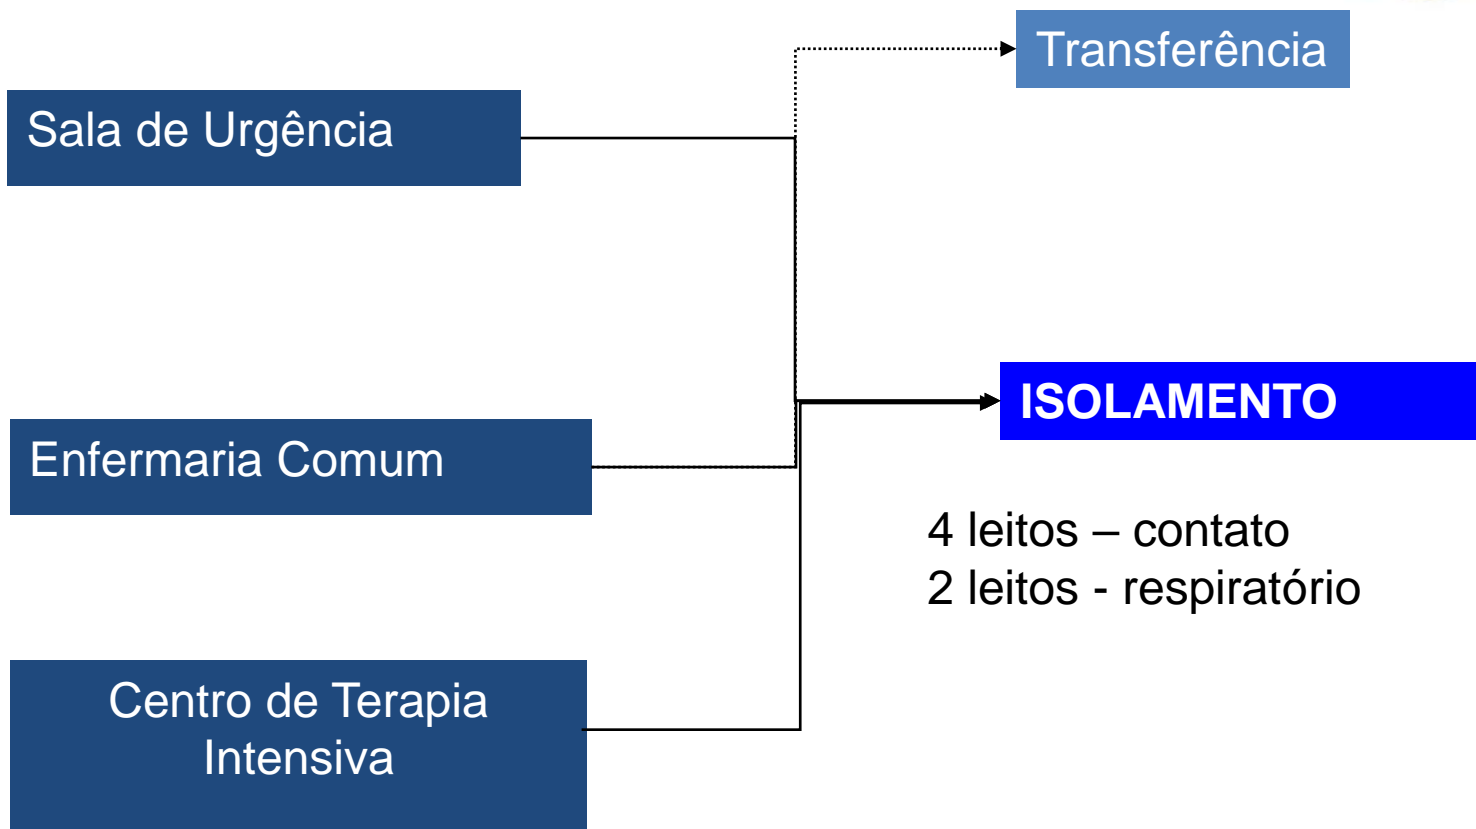 Transferência
Sala de Urgência
ISOLAMENTO
Enfermaria Comum
4 leitos – contato
2 leitos - respiratório
Centro de Terapia
Intensiva